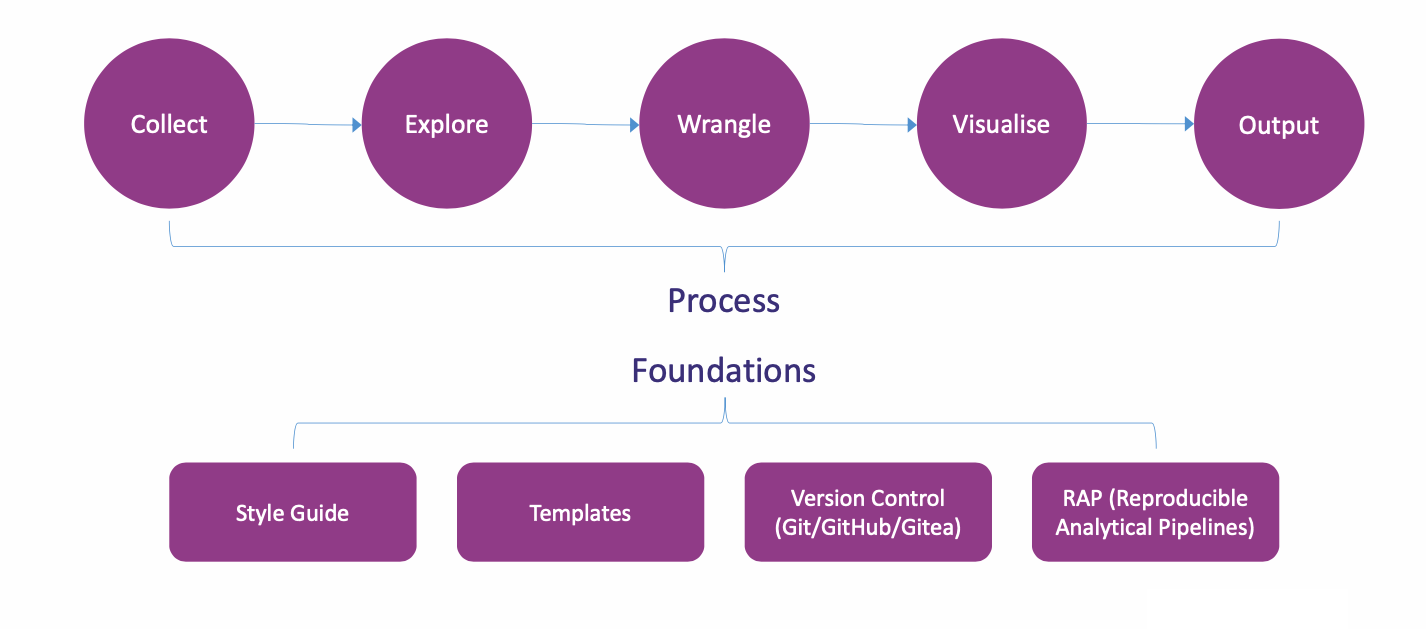 Collect
Explore
Wrangle
Visualise
Output
Process
Foundations
Style Guide
Templates
Version Control
(Git/GitHub/Gitea)
RAP (Reproducible
Analytical Pipelines)